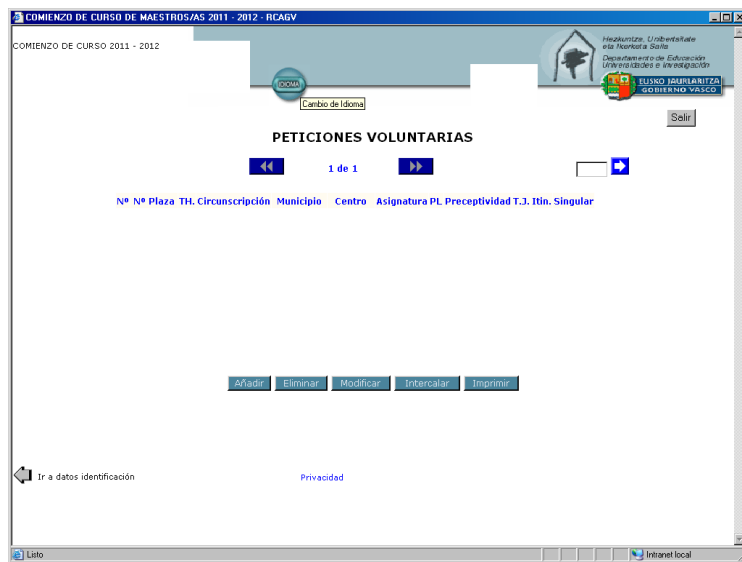 COMIENZO DE CURSO DE MAESTROS/AS 2011 - 2012 - RCAGV
COMIENZO DE CURSO 2011 - 2012
Hezkuntza, Unibertsitate
eta Ikerketa Saila
Departamento de Educación
Universidades e Investigación
EUSKO JAURLARITZA
GOBIERNO VASCO
IDIOMA
Cambio de Idioma
Salir
PETICIONES VOLUNTARIAS
1 de 1
Nº Nº Plaza TH. Circunscripción Municipio Centro Asignatura PL Preceptividad T.J. Itin. Singular
Añadir Eliminar Modificar Intercalar Imprimir
Ir a datos identificación Privacidad
Listo Intranet local